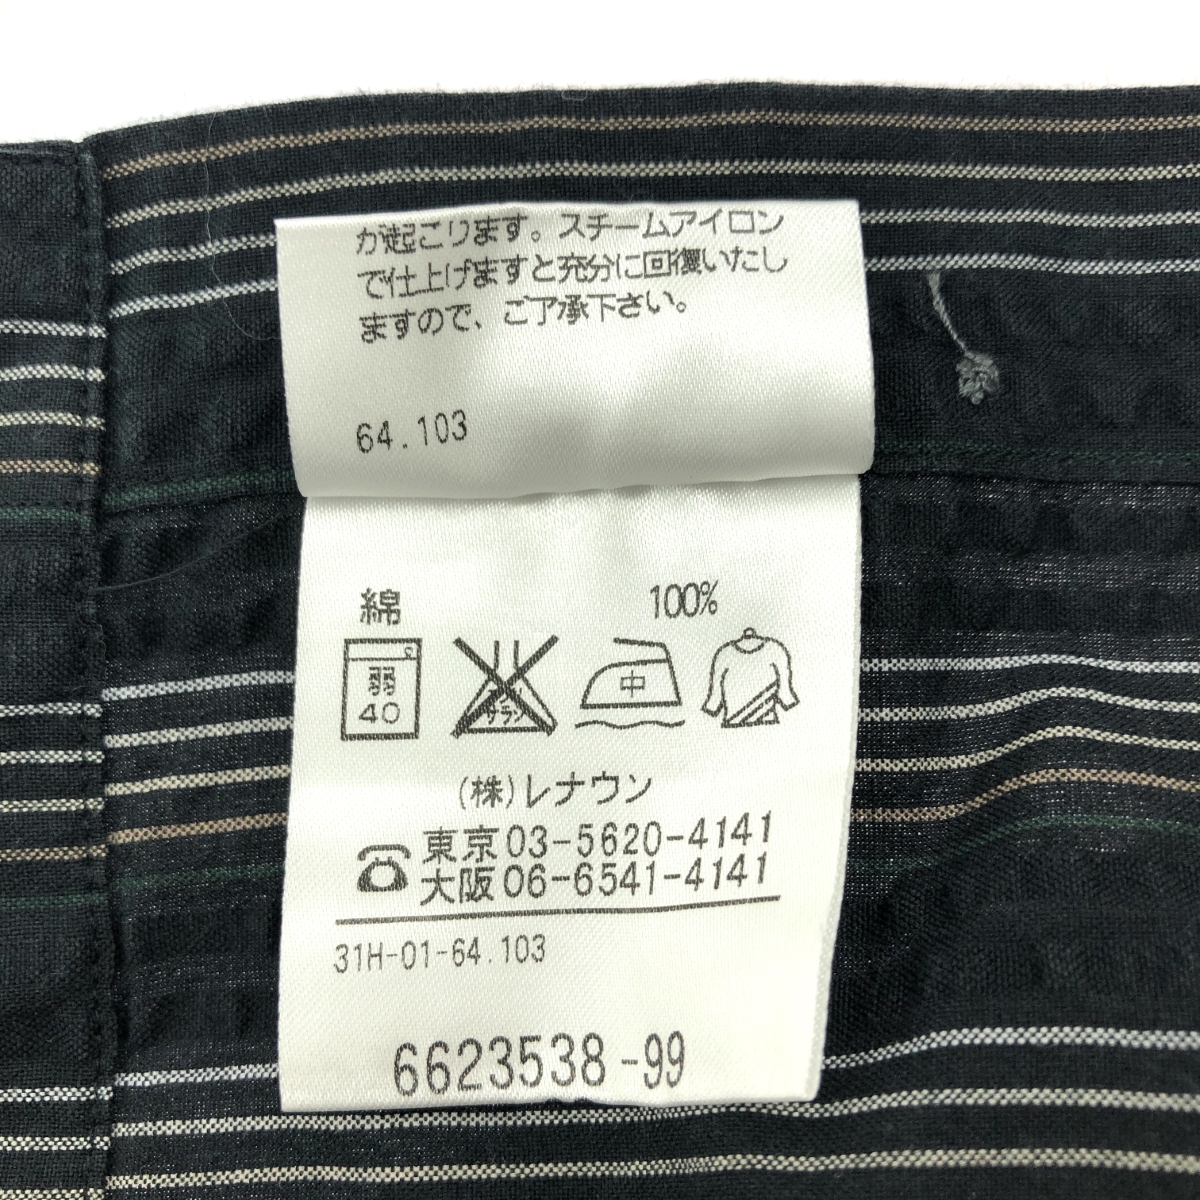 が起こります。スチームアイロン
で仕上げますと充分に回復いたし
ますので、ご了承下さい。
64.103
綿 100%
弱
40
サラシ
中
(株)レナウン
東京03-5620-4141
大阪06-6541-4141
31H-01-64.103
6623538-99